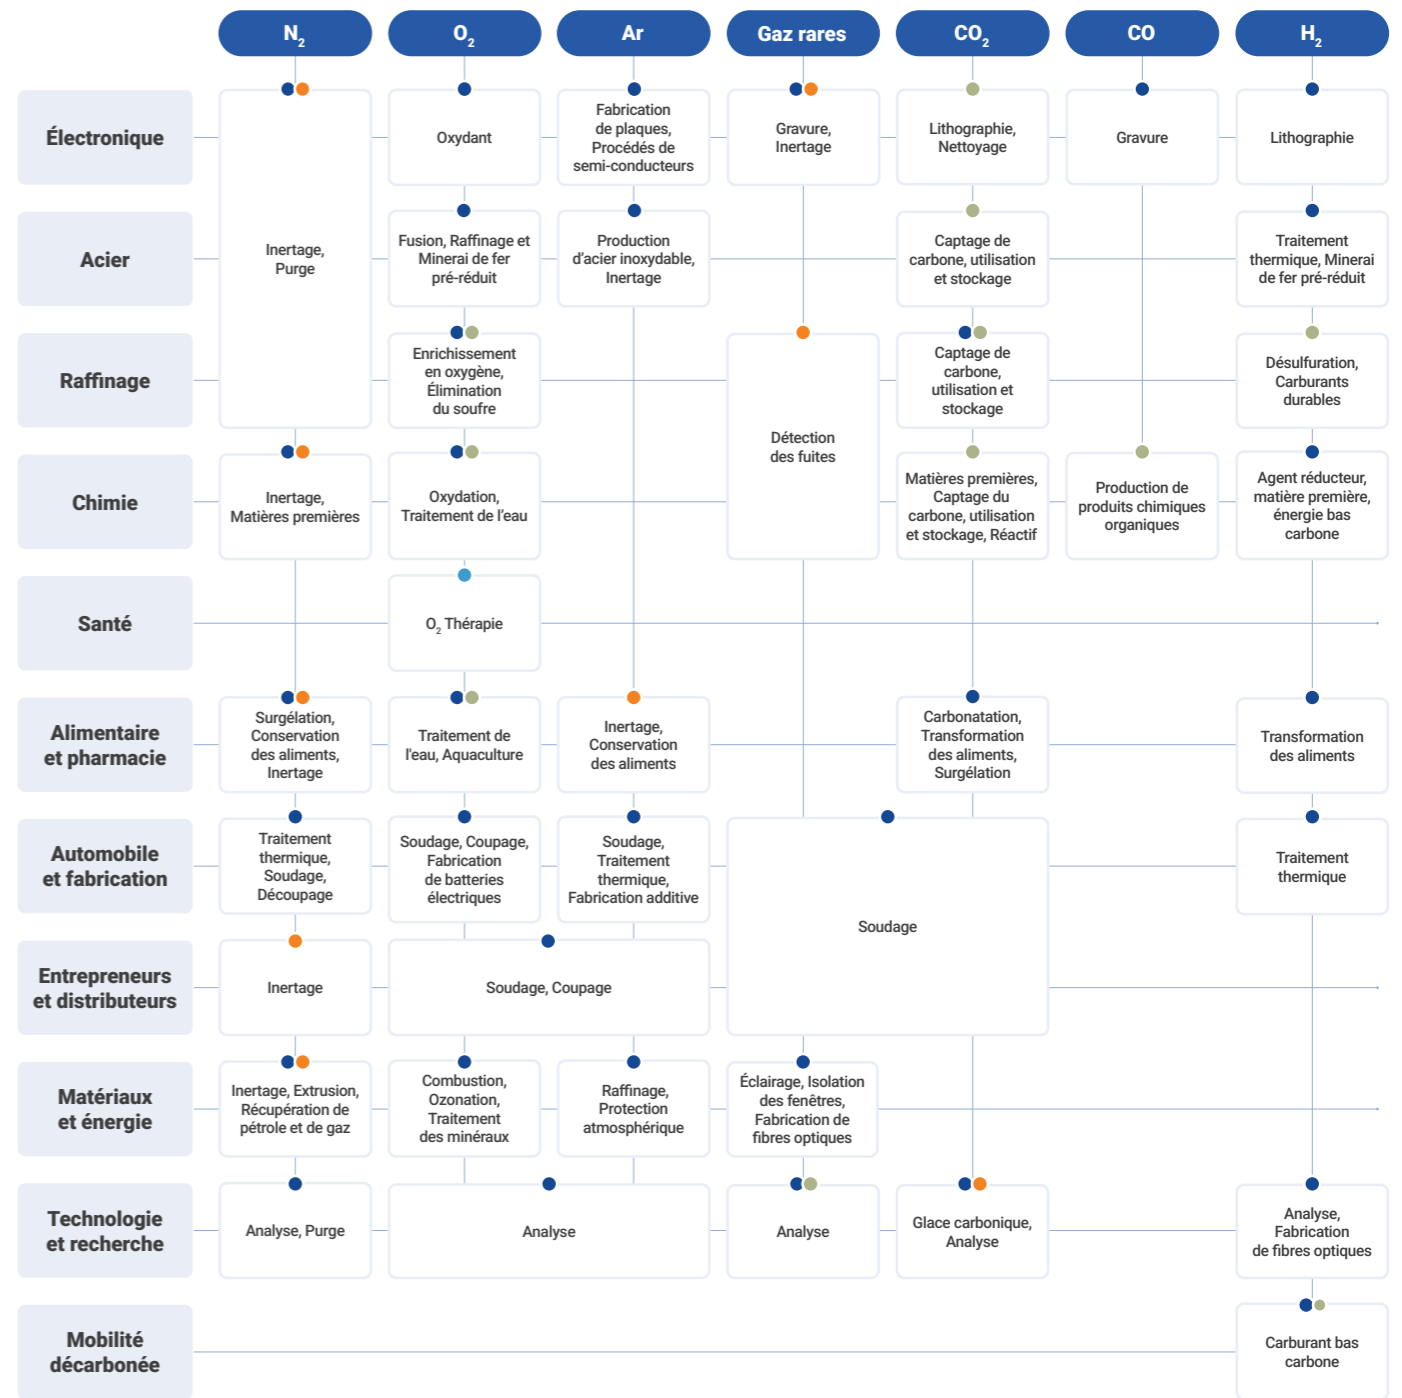 N2
O2
Ar
Gaz rares
CO2
CO
H2
Électronique
Oxydant
Fabrication
de plaques,
Procédés de
semi-conducteurs
Gravure,
Inertage
Lithographie,
Nettoyage
Gravure
Lithographie
Inertage,
Purge
Acier
Fusion, Raffinage et
Minerai de fer
pré-réduit
Production
d'acier inoxydable,
Inertage
Captage de
carbone, utilisation
et stockage
Traitement
thermique, Minerai
de fer pré-réduit
Raffinage
Enrichissement
en oxygène,
Élimination
du soufre
Détection
des fuites
Captage de
carbone,
utilisation et
stockage
Désulfuration,
Carburants
durables
Chimie
Inertage,
Matières premières
Oxydation,
Traitement de l'eau
Matières premières,
Captage du
carbone, utilisation
et stockage, Réactif
Production de
produits chimiques
organiques
Agent réducteur,
matière première,
énergie bas
carbone
Santé
O2 Thérapie
Alimentaire
et pharmacie
Surgélation,
Conservation
des aliments,
Inertage
Traitement de
l'eau, Aquaculture
Inertage,
Conservation
des aliments
Carbonatation,
Transformation
des aliments,
Surgélation
Transformation
des aliments
Automobile
et fabrication
Traitement
thermique,
Soudage,
Découpage
Soudage, Coupage,
Fabrication
de batteries
électriques
Soudage,
Traitement
thermique,
Fabrication additive
Soudage
Traitement
thermique
Entrepreneurs
et distributeurs
Inertage
Soudage, Coupage
Matériaux
et énergie
Inertage, Extrusion,
Récupération de
pétrole et de gaz
Combustion,
Ozonation,
Traitement
des minéraux
Raffinage,
Protection
atmosphérique
Éclairage, Isolation
des fenêtres,
Fabrication de
fibres optiques
Technologie
et recherche
Analyse, Purge
Analyse
Analyse
Glace carbonique,
Analyse
Analyse,
Fabrication
de fibres optiques
Mobilité
décarbonée
Carburant bas
carbone